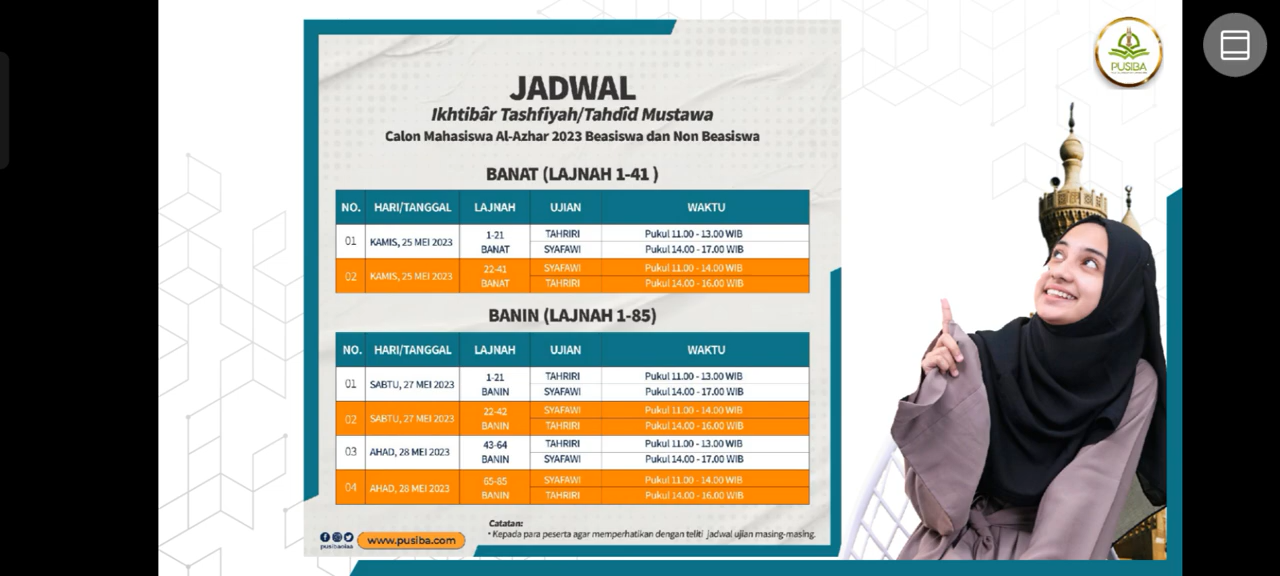 PUSIBA
JADWAL
Ikhtibâr Tashfiyah/Tahdîd Mustawa
Calon Mahasiswa Al-Azhar 2023 Beasiswa dan Non Beasiswa
BANAT (LAJNAH 1-41 )
NO. HARI/TANGGAL LAJNAH UJIAN WAKTU
01 KAMIS, 25 MEI 2023 1-21 BANAT TAHRIRI Pukul 11.00 - 13.00 WIB
SYAFAWI Pukul 14.00 - 17.00 WIB
02 KAMIS, 25 MEI 2023 22-41 BANAT SYAFAWI Pukul 11.00 - 14.00 WIB
TAHRIRI Pukul 14.00 - 16.00 WIB
BANIN (LAJNAH 1-85)
NO. HARI/TANGGAL LAJNAH UJIAN WAKTU
01 SABTU, 27 MEI 2023 1-21 BANIN TAHRIRI Pukul 11.00 - 13.00 WIB
SYAFAWI Pukul 14.00 - 17.00 WIB
02 SABTU, 27 MEI 2023 22-42 BANIN SYAFAWI Pukul 11.00 - 14.00 WIB
TAHRIRI Pukul 14.00 - 16.00 WIB
03 AHAD, 28 MEI 2023 43-64 BANIN TAHRIRI Pukul 11.00 - 13.00 WIB
SYAFAWI Pukul 14.00 - 17.00 WIB
04 AHAD, 28 MEI 2023 65-85 BANIN SYAFAWI Pukul 11.00 - 14.00 WIB
TAHRIRI Pukul 14.00 - 16.00 WIB
Catatan:
• Kepada para peserta agar memperhatikan dengan teliti jadwal ujian masing-masing.
www.pusiba.com